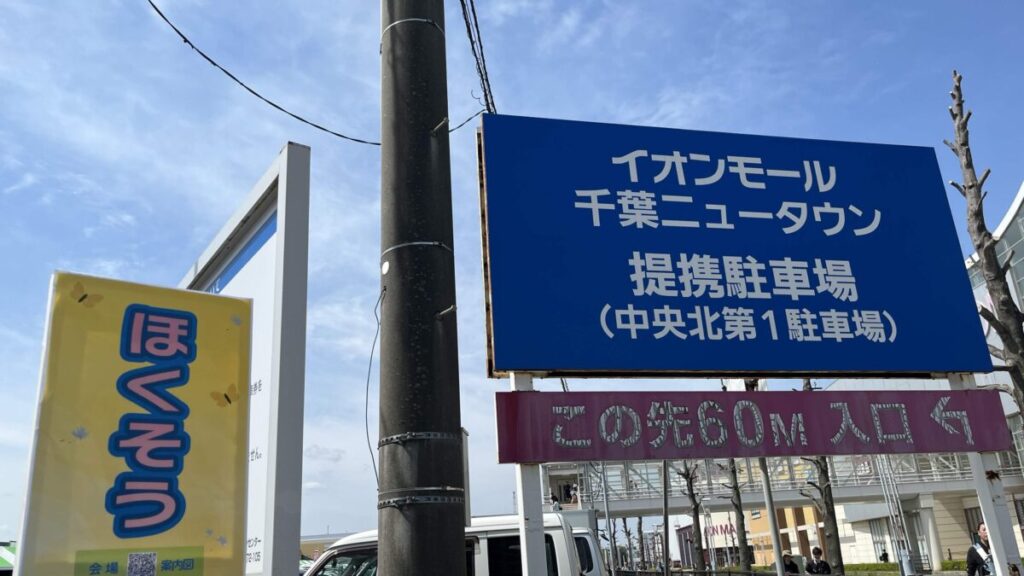 イオンモール
千葉ニュータウン
提携駐車場
(中央北第1駐車場)
この先60M 入口
ほくそう
会場
案内図